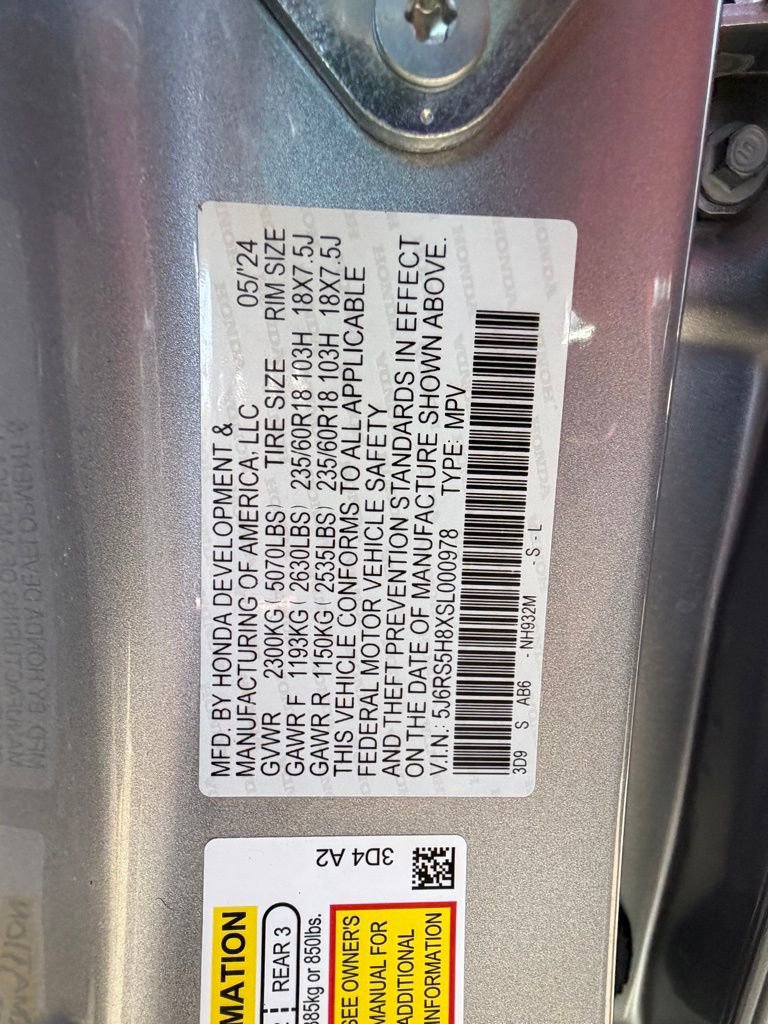 MFD. BY HONDA DEVELOPMENT &
MANUFACTURING OF AMERICA, LLC 05/'24
GVWR 2300KG ( 5070LBS) TIRE SIZE RIM SIZE
GAWR F 1193KG ( 2630LBS) 235/60R18 103H 18X7.5J
GAWR R 1150KG ( 2535LBS) 235/60R18 103H 18X7.5J
THIS VEHICLE CONFORMS TO ALL APPLICABLE
FEDERAL MOTOR VEHICLE SAFETY
AND THEFT PREVENTION STANDARDS IN EFFECT
ON THE DATE OF MANUFACTURE SHOWN ABOVE.
V.I.N.: 5J6RS5H8XSL000978 TYPE: MPV
3D9 S AB6 - NH932M - S - L
3D4 A2
MATION
REAR 3
385kg or 850lbs.
SEE OWNER'S
MANUAL FOR
ADDITIONAL
INFORMATION